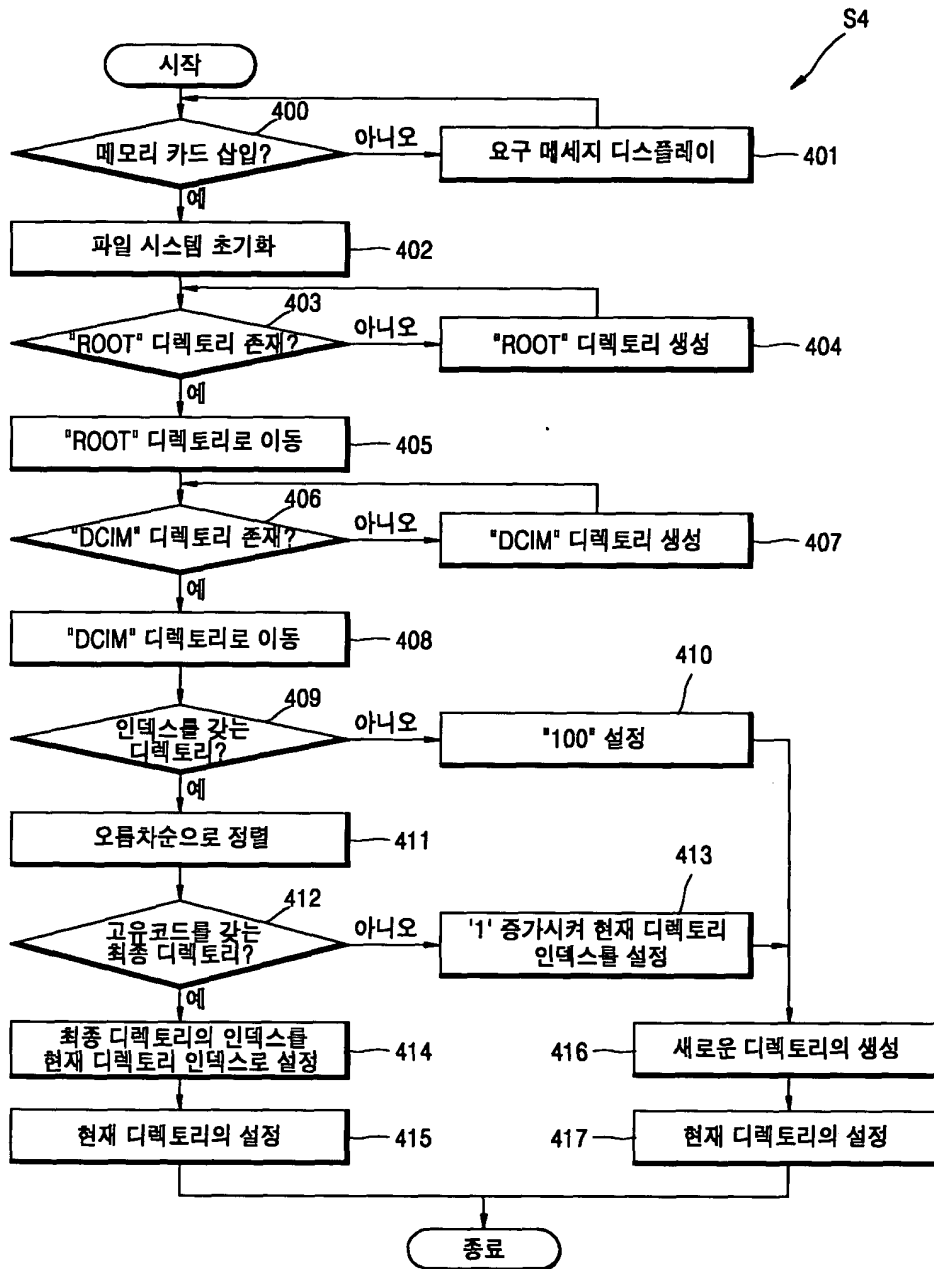 S4
시작
400
메모리 카드 삽입?
아니오
요구 메세지 디스플레이
401
예
파일 시스템 초기화
402
403
"ROOT" 디렉토리 존재?
아니오
"ROOT" 디렉토리 생성
404
예
"ROOT" 디렉토리로 이동
405
406
"DCIM" 디렉토리 존재?
아니오
"DCIM" 디렉토리 생성
407
예
"DCIM" 디렉토리로 이동
408
409
인덱스를 갖는
디렉토리?
아니오
410
"100" 설정
예
오름차순으로 정렬
411
412
고유코드를 갖는
최종 디렉토리?
아니오
413
'1' 증가시켜 현재 디렉토리
인덱스를 설정
예
최종 디렉토리의 인덱스를
현재 디렉토리 인덱스로 설정
414
416
새로운 디렉토리의 생성
현재 디렉토리의 설정
415
417
현재 디렉토리의 설정
종료